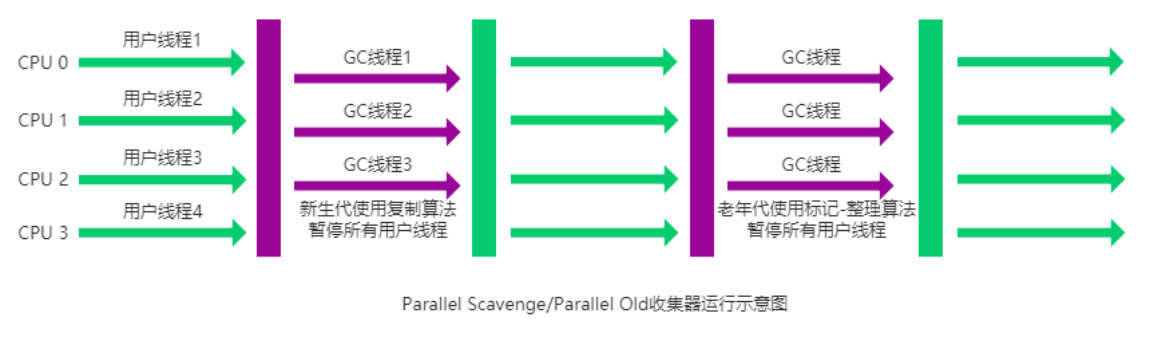 用户线程1
CPU 0
用户线程2
CPU 1
用户线程3
CPU 2
用户线程4
CPU 3
GC线程1
GC线程2
GC线程3
新生代使用复制算法
暂停所有用户线程
GC线程
GC线程
GC线程
老年代使用标记-整理算法
暂停所有用户线程
Parallel Scavenge/Parallel Old收集器运行示意图